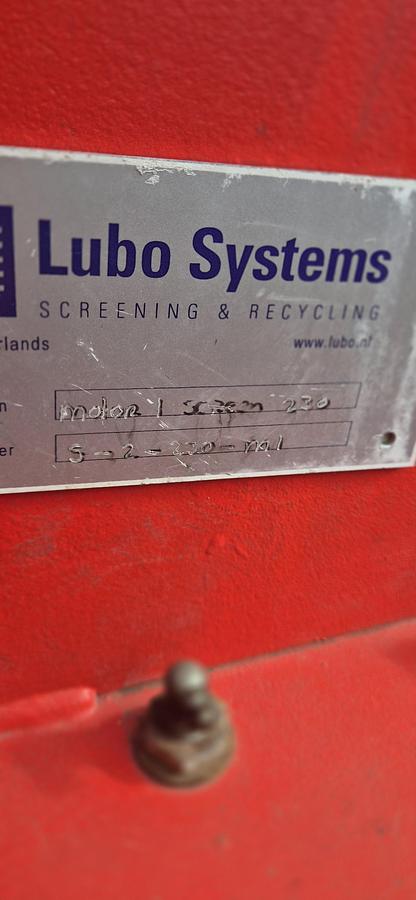 Lubo Systems
SCREENING & RECYCLING
rlands www.lubo.nl
n motor 1 screen 230
er S-2-230-M1